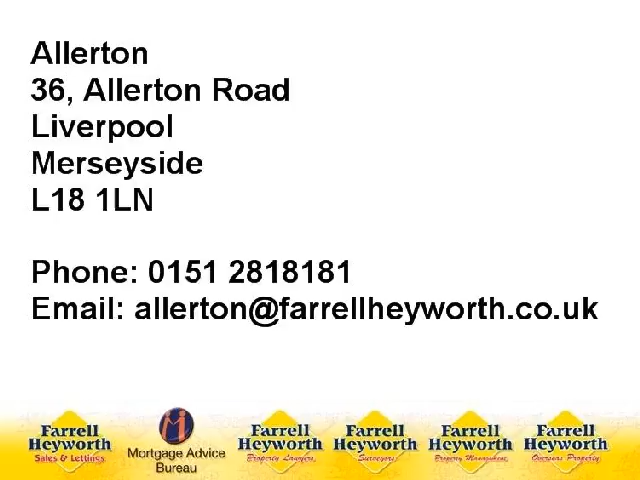 Allerton
36, Allerton Road
Liverpool
Merseyside
L18 1LN
Phone: 0151 2818181
Email: allerton@farrellheyworth.co.uk
Farrell
Heyworth
Sales & Lettings
Mortgage Advice
Bureau
Farrell
Heyworth
Property Lawyers
Farrell
Heyworth
Surveyors
Farrell
Heyworth
Property Management
Farrell
Heyworth
Overseas Property